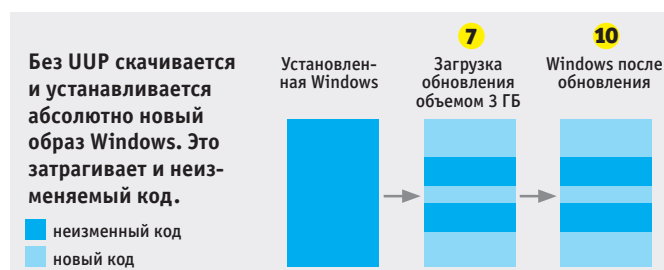 Без UUP скачивается
и устанавливается
абсолютно новый
образ Windows. Это
затрагивает и неиз-
меняемый код.
неизменный код
новый код
Установлен-
ная Windows
7
Загрузка
обновления
объемом 3 ГБ
10
Windows после
обновления